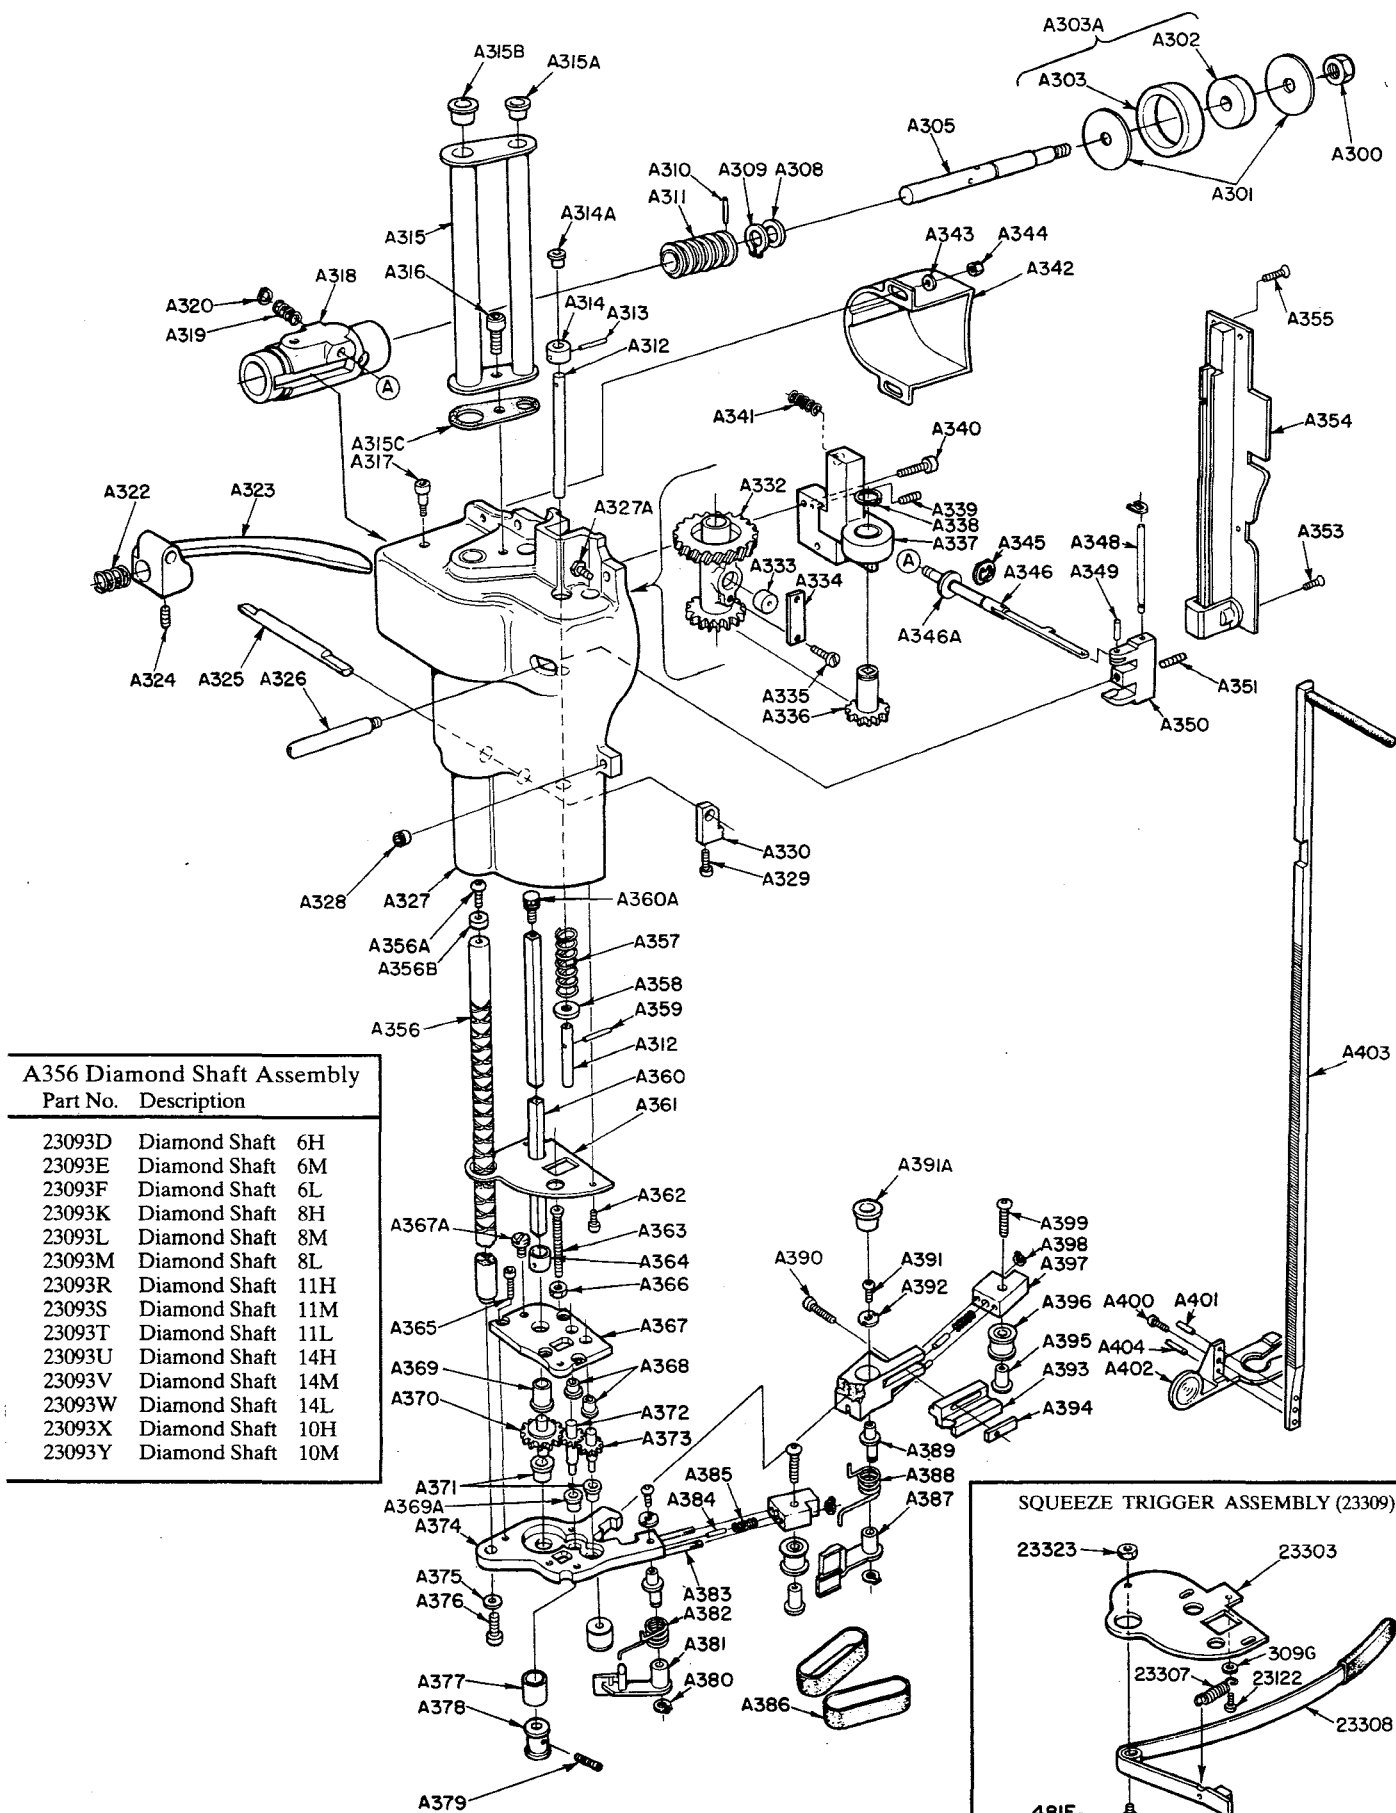 A303A
A302
A315B
A315A
A303
A305
A300
A310
A309
A308
A301
A311
A314A
A315
A343
A344
A318
A316
A342
A320
A314
A313
A355
A319
A312
A
A341
A340
A354
A315C
A317
A322
A323
A332
A327A
A339
A338
A337
A345
A348
A353
A333
A334
A
A349
A346
A346A
A324
A325
A326
A335
A351
A336
A350
A330
A328
A327
A329
A360A
A356A
A357
A356B
A358
A359
A356
A312
A403
A360
A361
A356 Diamond Shaft Assembly
Part No. Description
23093D Diamond Shaft 6H
23093E Diamond Shaft 6M
23093F Diamond Shaft 6L
23093K Diamond Shaft 8H
23093L Diamond Shaft 8M
23093M Diamond Shaft 8L
23093R Diamond Shaft 11H
23093S Diamond Shaft 11M
23093T Diamond Shaft 11L
23093U Diamond Shaft 14H
23093V Diamond Shaft 14M
23093W Diamond Shaft 14L
23093X Diamond Shaft 10H
23093Y Diamond Shaft 10M
A391A
A362
A367A
A363
A399
A364
A390
A391
A398
A366
A392
A397
A365
A367
A396
A400
A401
A369
A368
A395
A404
A370
A393
A402
A372
A394
A373
A389
A371
A385
A388
A369A
A384
A387
A374
A375
A383
A376
A382
A381
A377
A380
A386
A378
A379
SQUEEZE TRIGGER ASSEMBLY (23309)
23323
23303
309G
23307
23122
23308
481F